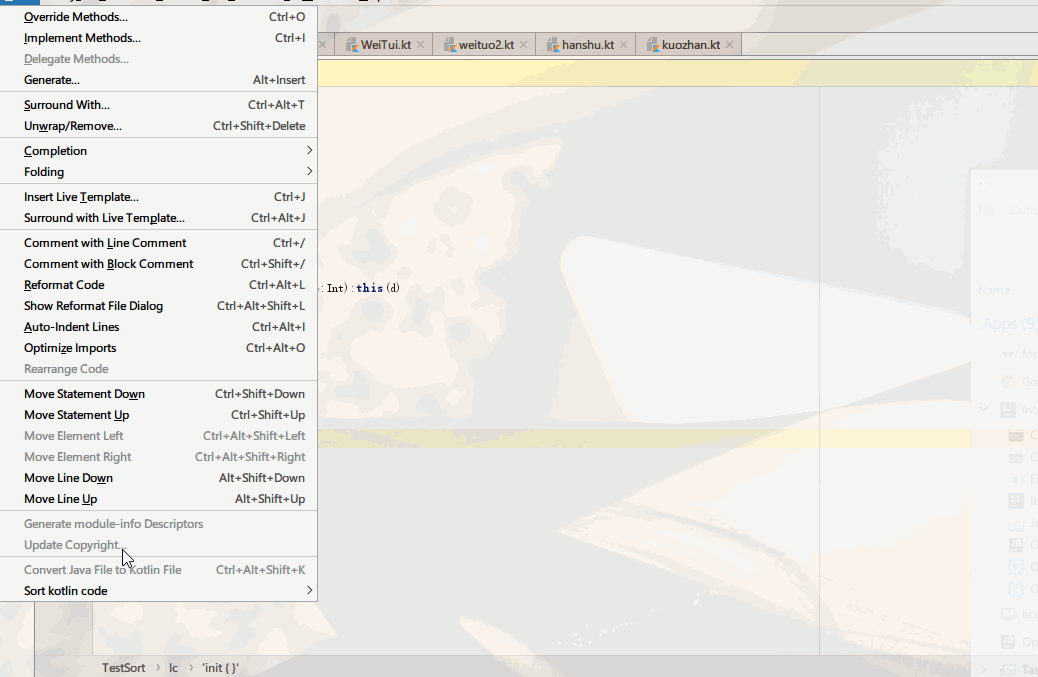 Override Methods... Ctrl+O
Implement Methods... Ctrl+I
Delegate Methods...
Generate... Alt+Insert
Surround With... Ctrl+Alt+T
Unwrap/Remove... Ctrl+Shift+Delete
Completion
Folding
Insert Live Template... Ctrl+J
Surround with Live Template... Ctrl+Alt+J
Comment with Line Comment Ctrl+/
Comment with Block Comment Ctrl+Shift+/
Reformat Code Ctrl+Alt+L
Show Reformat File Dialog Ctrl+Alt+Shift+L
Auto-Indent Lines Ctrl+Alt+I
Optimize Imports Ctrl+Alt+O
Rearrange Code
Move Statement Down Ctrl+Shift+Down
Move Statement Up Ctrl+Shift+Up
Move Element Left Ctrl+Alt+Shift+Left
Move Element Right Ctrl+Alt+Shift+Right
Move Line Down Alt+Shift+Down
Move Line Up Alt+Shift+Up
Generate module-info Descriptors
Update Copyright...
Convert Java File to Kotlin File Ctrl+Alt+Shift+K
Sort kotlin code
WeiTui.kt weituo2.kt hanshu.kt kuozhan.kt
:Int):this(d)
File
Name
Apps (9)
TestSort > lc > 'init {}'